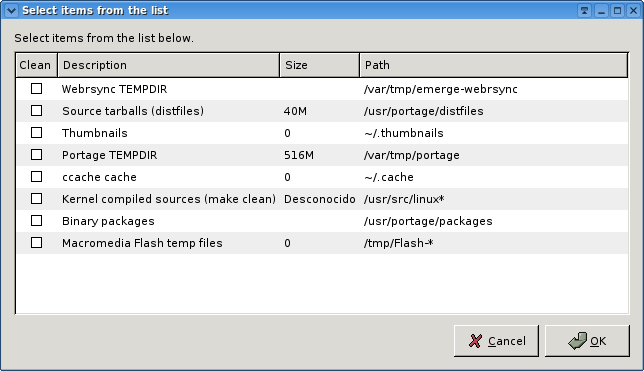 Select items from the list
Select items from the list below.
Clean Description Size Path
Webrsync TEMPDIR /var/tmp/emerge-webrsync
Source tarballs (distfiles) 40M /usr/portage/distfiles
Thumbnails 0 ~/.thumbnails
Portage TEMPDIR 516M /var/tmp/portage
ccache cache 0 ~/.cache
Kernel compiled sources (make clean) Desconocido /usr/src/linux*
Binary packages /usr/portage/packages
Macromedia Flash temp files 0 /tmp/Flash-*
Cancel OK